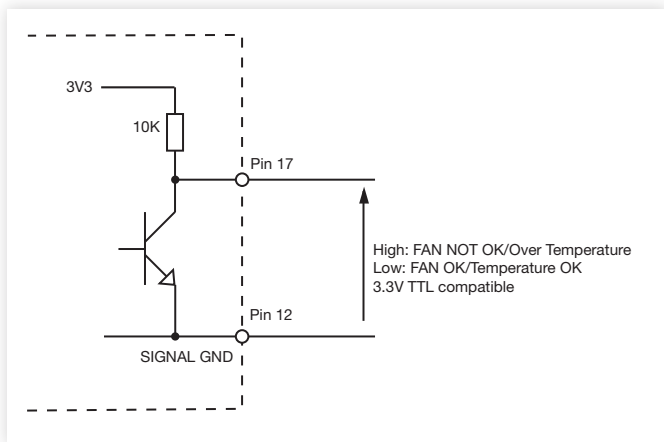 3V3
10K
Pin 17
High: FAN NOT OK/Over Temperature
Low: FAN OK/Temperature OK
3.3V TTL compatible
Pin 12
SIGNAL GND